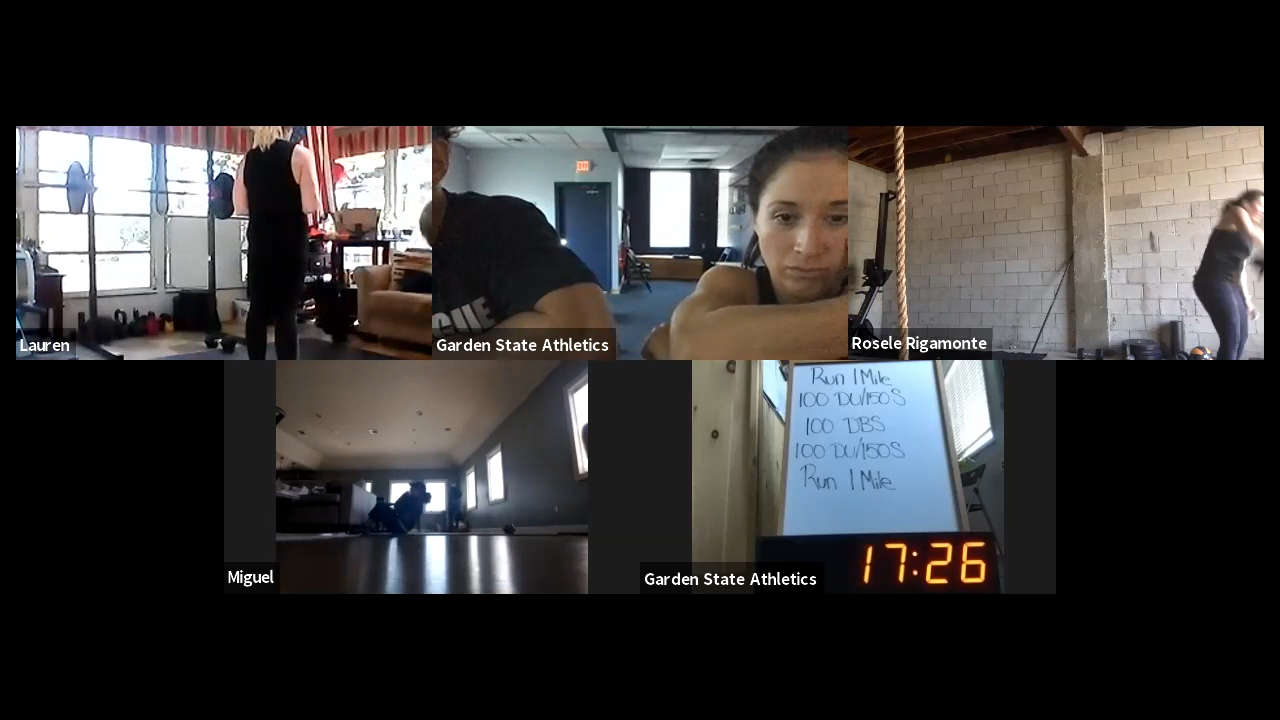 Lauren
Garden State Athletics
Rosele Rigamonte
Miguel
Garden State Athletics
Run 1 Mile
100 DU/150S
100 DBS
100 DU/150S
Run 1 Mile
17:26